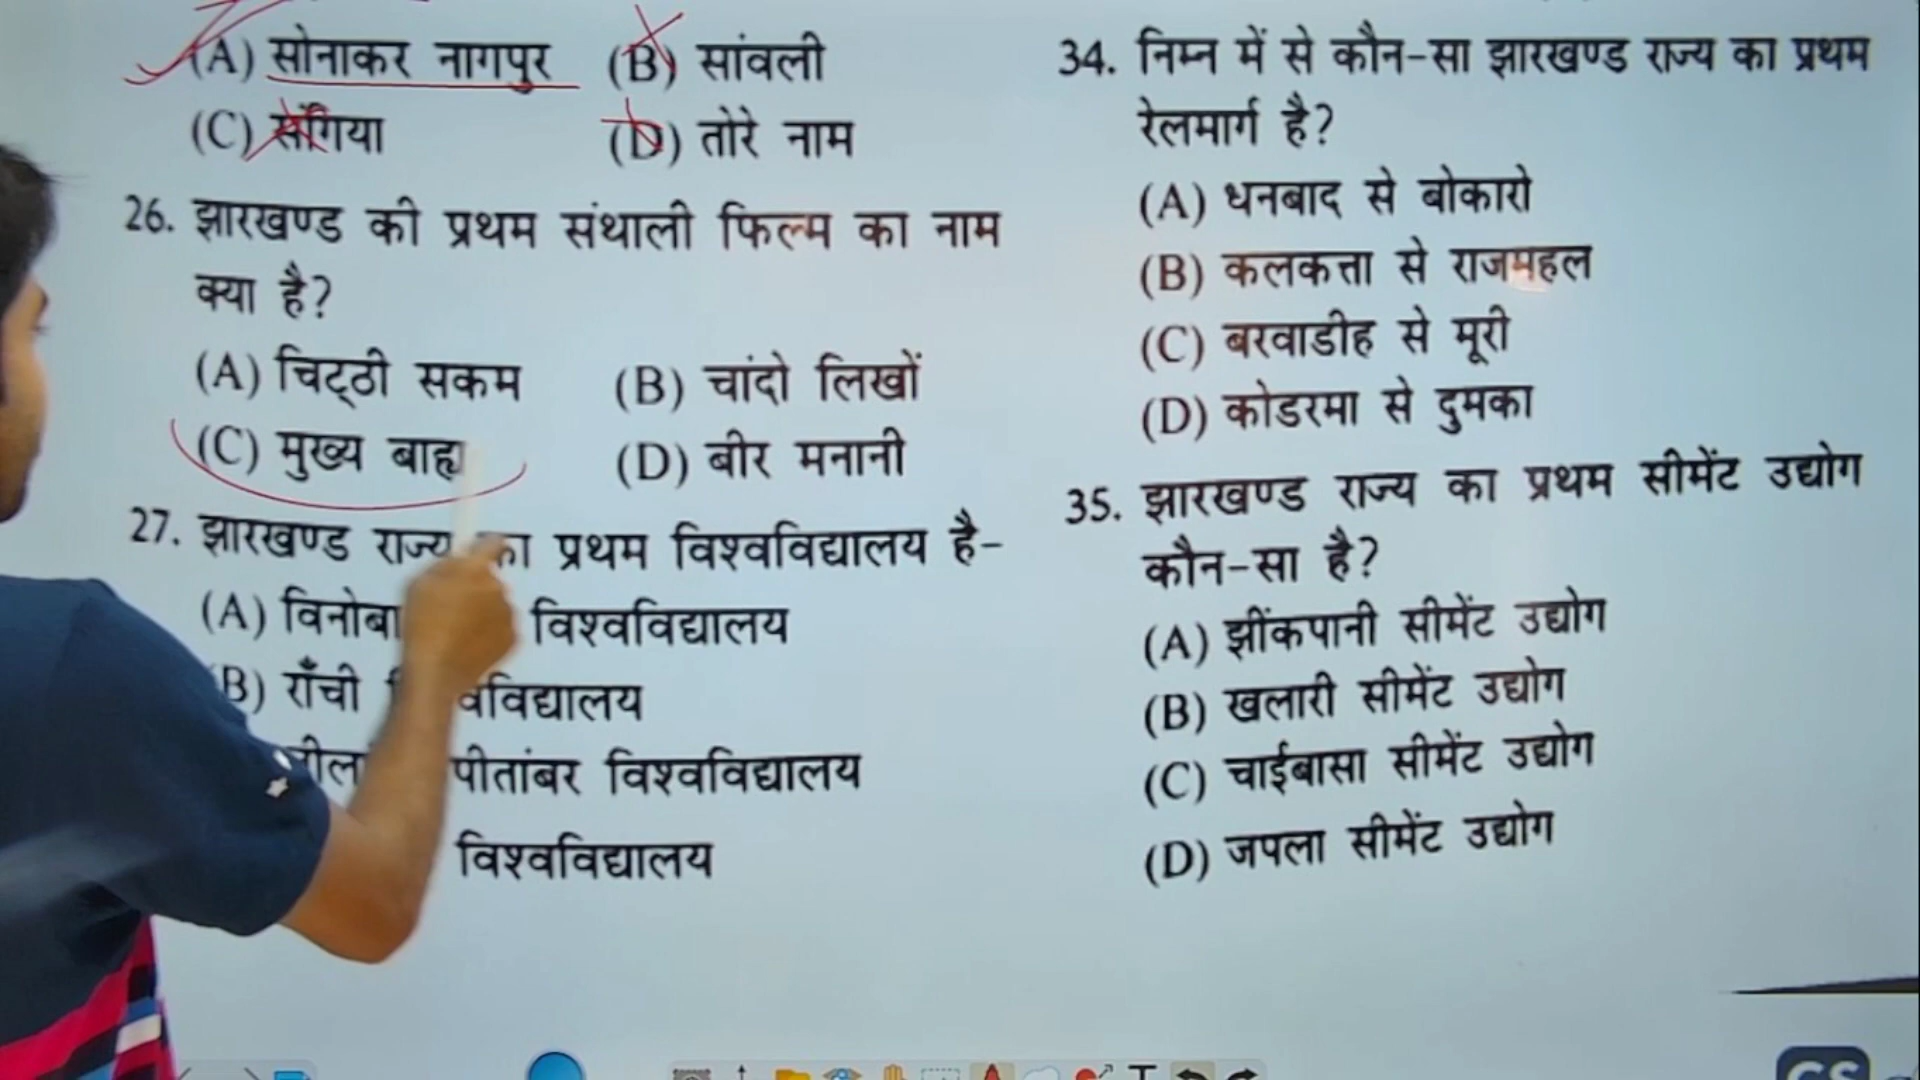 (A) सोनाकर नागपुर (B) सांवली
(C) संगिया (D) तोरे नाम
26. झारखण्ड की प्रथम संथाली फिल्म का नाम
क्या है?
(A) चिट्ठी सकम (B) चांदो लिखों
(C) मुख्य बाहा (D) बीर मनानी
27. झारखण्ड राज्य का प्रथम विश्वविद्यालय है-
(A) विनोबा विश्वविद्यालय
B) राँची विद्यालय
पीतांबर विश्वविद्यालय
विश्वविद्यालय
34. निम्न में से कौन-सा झारखण्ड राज्य का प्रथम
रेलमार्ग है?
(A) धनबाद से बोकारो
(B) कलकत्ता से राजमहल
(C) बरवाडीह से मूरी
(D) कोडरमा से दुमका
35. झारखण्ड राज्य का प्रथम सीमेंट उद्योग
कौन-सा है?
(A) झींकपानी सीमेंट उद्योग
(B) खलारी सीमेंट उद्योग
(C) चाईबासा सीमेंट उद्योग
(D) जपला सीमेंट उद्योग